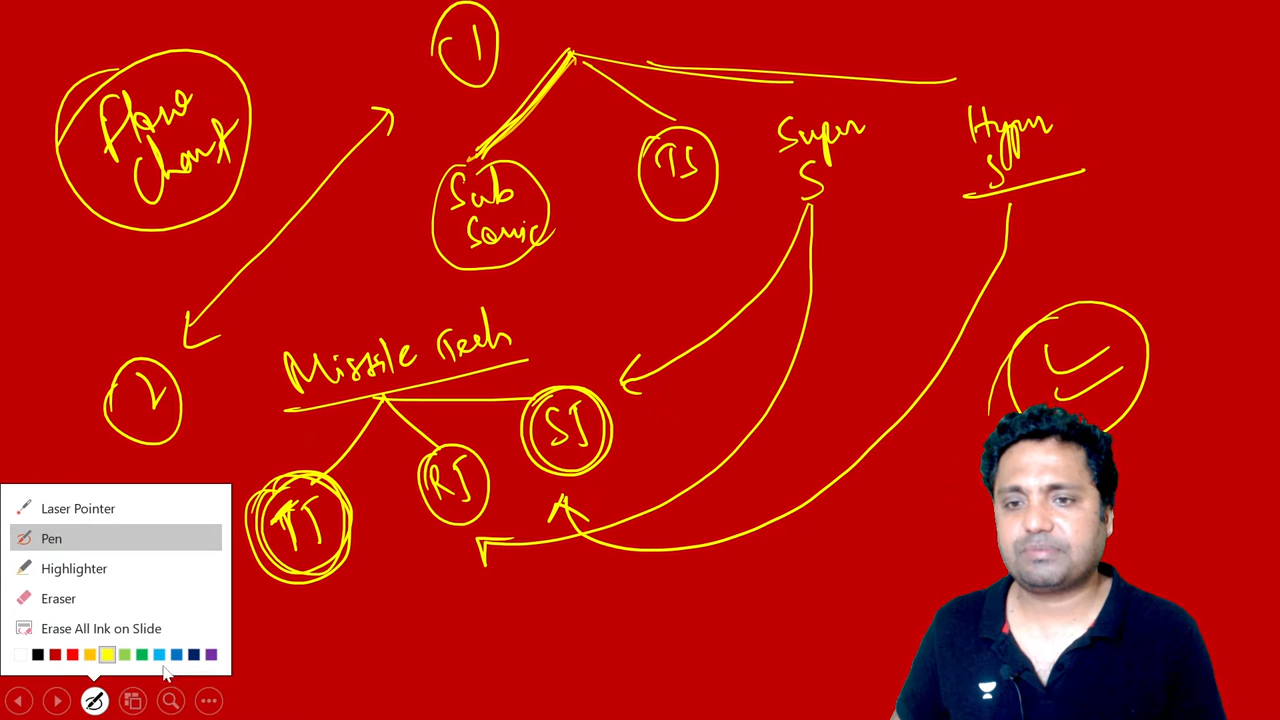 1
Flow
Chart
Sub
Sonic
TS
Super
S
Hyper
S
2
Missile Tech
TJ
RJ
SJ
Laser Pointer
Pen
Highlighter
Eraser
Erase All Ink on Slide